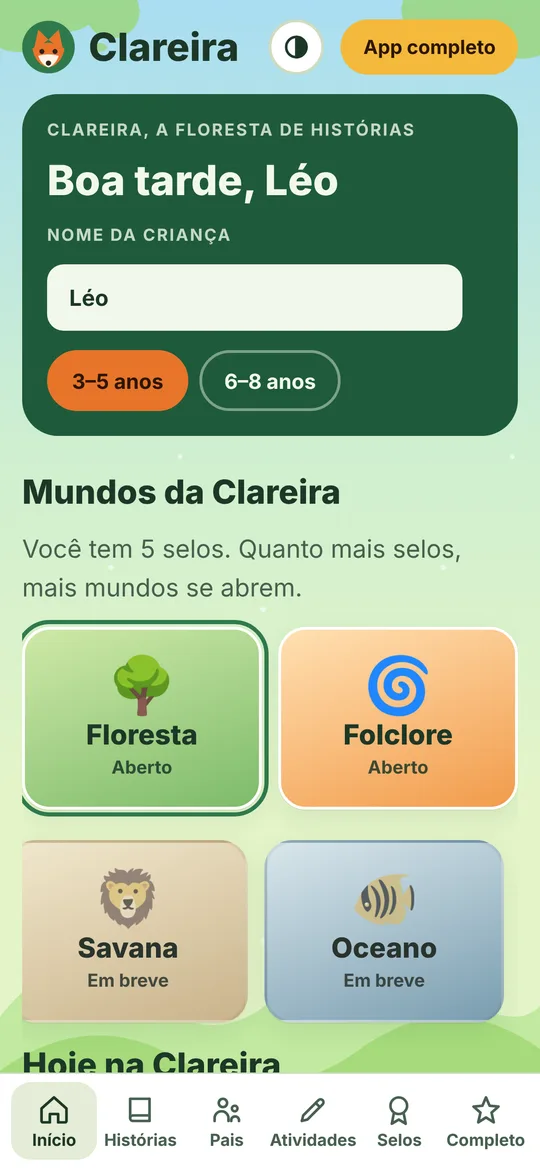 Clareira
App completo
CLAREIRA, A FLORESTA DE HISTÓRIAS
Boa tarde, Léo
NOME DA CRIANÇA
Léo
3–5 anos
6–8 anos
Mundos da Clareira
Você tem 5 selos. Quanto mais selos,
mais mundos se abrem.
Floresta
Aberto
Folclore
Aberto
Savana
Em breve
Oceano
Em breve
Hoje na Clareira
Início
Histórias
Pais
Atividades
Selos
Completo